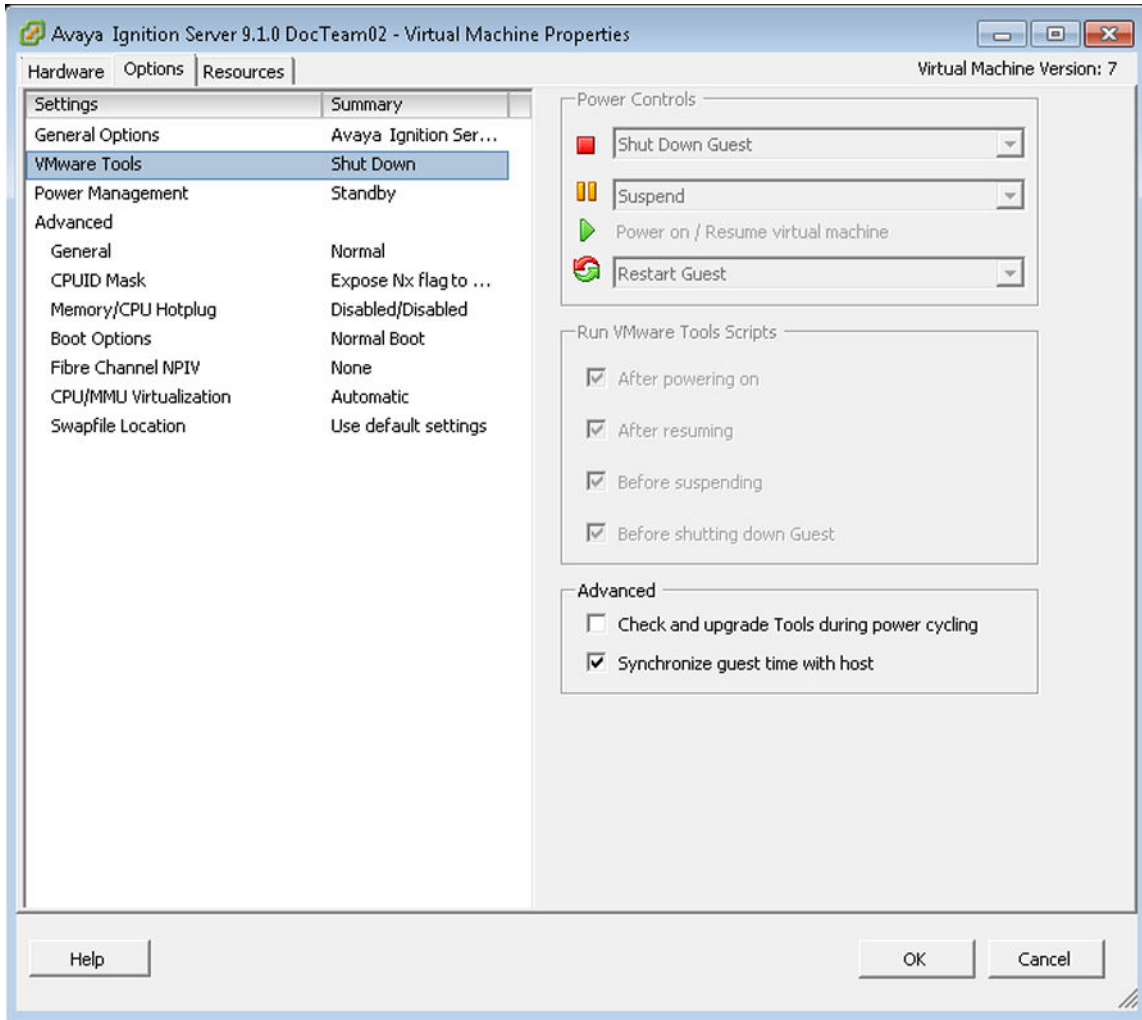 Avaya Ignition Server 9.1.0 DocTeam02 - Virtual Machine Properties
Hardware Options Resources Virtual Machine Version: 7
Settings Summary
General Options Avaya Ignition Ser...
VMware Tools Shut Down
Power Management Standby
Advanced
General Normal
CPUID Mask Expose Nx flag to ...
Memory/CPU Hotplug Disabled/Disabled
Boot Options Normal Boot
Fibre Channel NPIV None
CPU/MMU Virtualization Automatic
Swapfile Location Use default settings
Power Controls
Shut Down Guest
Suspend
Power on / Resume virtual machine
Restart Guest
Run VMware Tools Scripts
After powering on
After resuming
Before suspending
Before shutting down Guest
Advanced
Check and upgrade Tools during power cycling
Synchronize guest time with host
Help OK Cancel